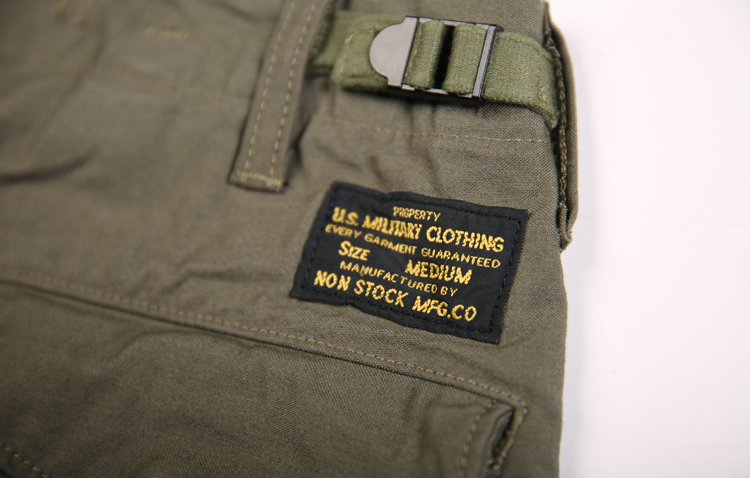 PROPERTY
U.S. MILITARY CLOTHING
EVERY GARMENT GUARANTEED
SIZE MEDIUM
MANUFACTURED BY
NON STOCK MFG.CO